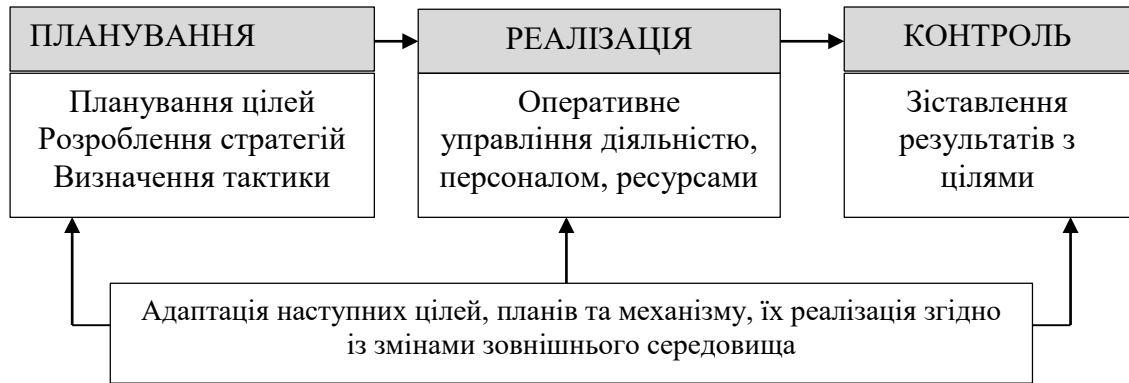 ПЛАНУВАННЯ
Планування цілей
Розроблення стратегій
Визначення тактики
РЕАЛІЗАЦІЯ
Оперативне
управління діяльністю,
персоналом, ресурсами
КОНТРОЛЬ
Зіставлення
результатів з
цілями
Адаптація наступних цілей, планів та механізму, їх реалізація згідно
із змінами зовнішнього середовища